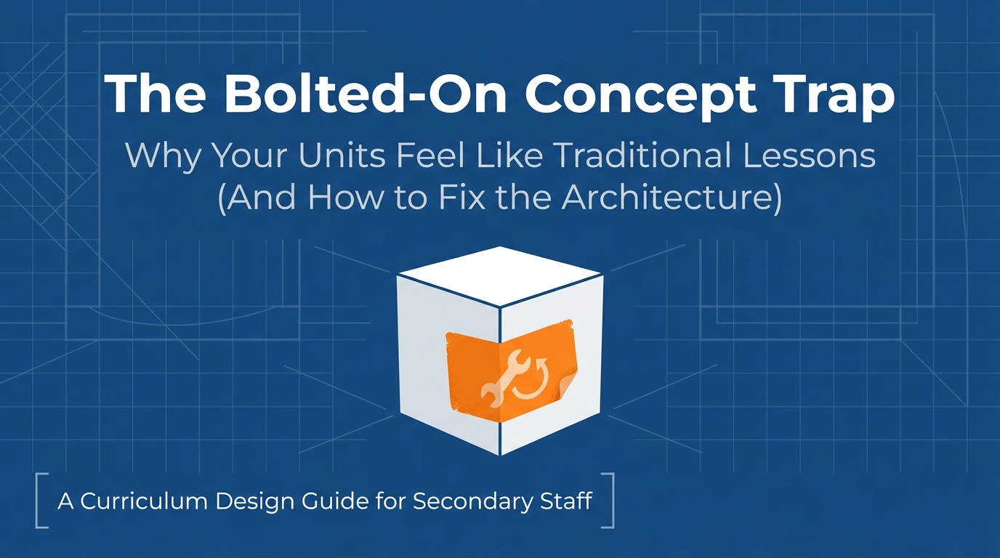 The Bolted-On Concept Trap
Why Your Units Feel Like Traditional Lessons
(And How to Fix the Architecture)
A Curriculum Design Guide for Secondary Staff